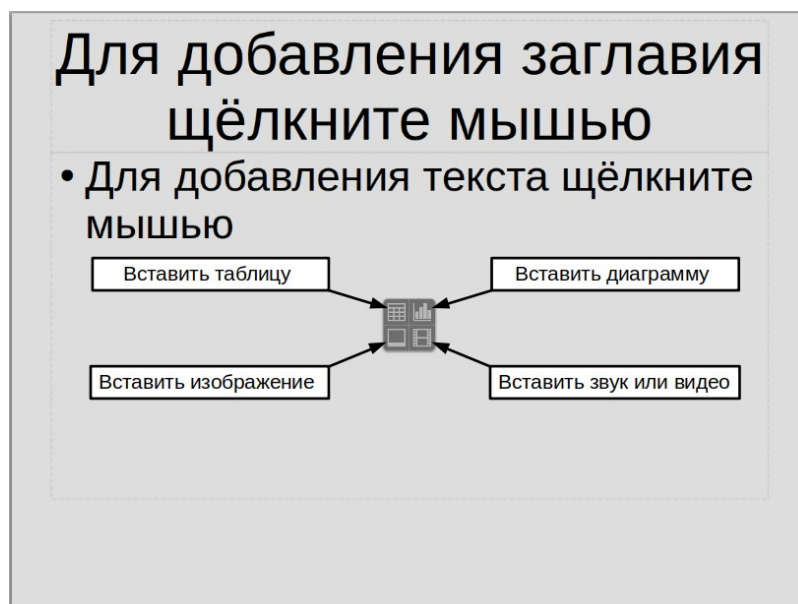 Для добавления заглавия
щёлкните мышью
• Для добавления текста щёлкните
мышью
Вставить таблицу
Вставить диаграмму
Вставить изображение
Вставить звук или видео